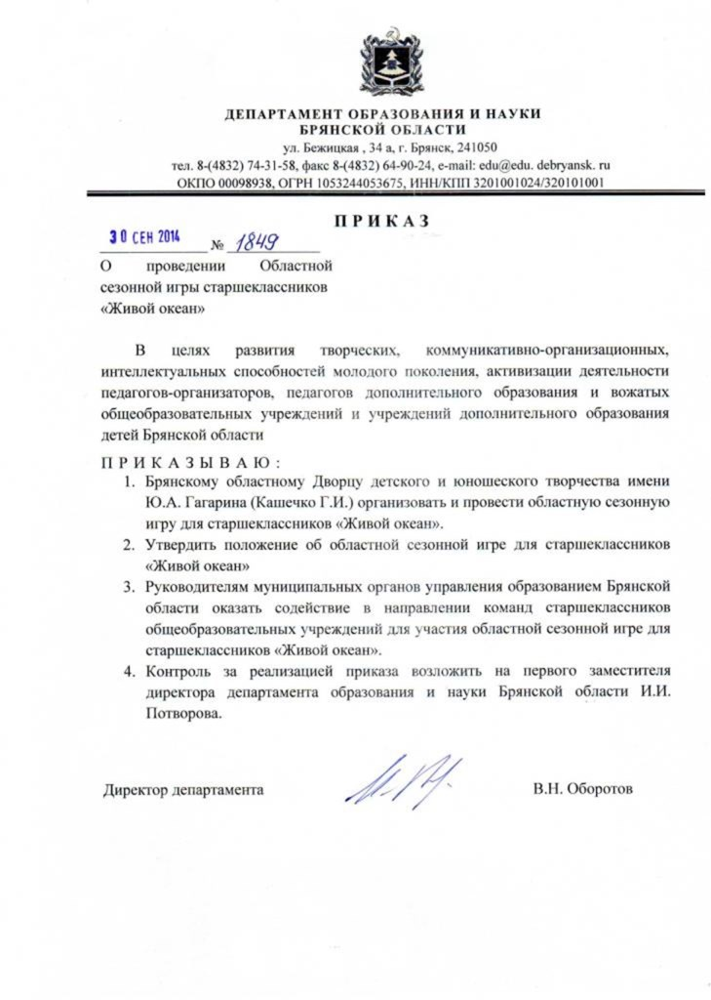 ДЕПАРТАМЕНТ ОБРАЗОВАНИЯ И НАУКИ
БРЯНСКОЙ ОБЛАСТИ
ул. Бежицкая , 34 а, г. Брянск, 241050
тел. 8-(4832) 74-31-58, факс 8-(4832) 64-90-24, e-mail: edu@edu. debryansk. ru
ОКПО 00098938, ОГРН 1053244053675, ИНН/КПП 3201001024/320101001
П Р И К А З
30 СЕН 2014 № 1849
О проведении Областной
сезонной игры старшеклассников
«Живой океан»
В целях развития творческих, коммуникативно-организационных,
интеллектуальных способностей молодого поколения, активизации деятельности
педагогов-организаторов, педагогов дополнительного образования и вожатых
общеобразовательных учреждений и учреждений дополнительного образования
детей Брянской области
П Р И К А З Ы В А Ю :
1. Брянскому областному Дворцу детского и юношеского творчества имени
Ю.А. Гагарина (Кашечко Г.И.) организовать и провести областную сезонную
игру для старшеклассников «Живой океан».
2. Утвердить положение об областной сезонной игре для старшеклассников
«Живой океан»
3. Руководителям муниципальных органов управления образованием Брянской
области оказать содействие в направлении команд старшеклассников
общеобразовательных учреждений для участия областной сезонной игре для
старшеклассников «Живой океан».
4. Контроль за реализацией приказа возложить на первого заместителя
директора департамента образования и науки Брянской области И.И.
Потворова.
Директор департамента В.Н. Оборотов